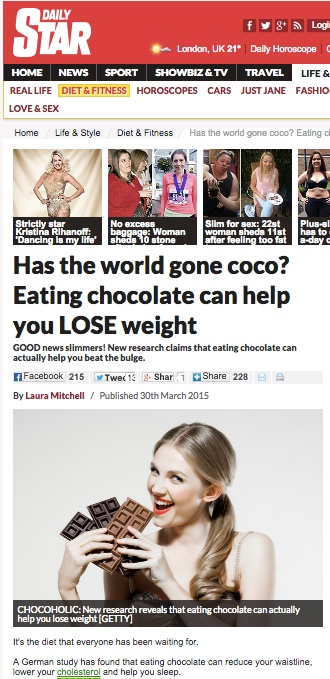 DAILY
STAR
Login
London, UK 21° Daily Horoscope
HOME NEWS SPORT SHOWBIZ & TV TRAVEL LIFE &
REAL LIFE DIET & FITNESS HOROSCOPES CARS JUST JANE FASHIO
LOVE & SEX
Home / Life & Style / Diet & Fitness / Has the world gone coco? Eating cl
Strictly star
Kristina Rihanoff:
'Dancing is my life'
No excess
baggage: Woman
sheds 10 stone
Slim for sure: 22st
woman sheds 11st
after feeling too fat
Plus-si
has to
a-day c
Has the world gone coco?
Eating chocolate can help
you LOSE weight
GOOD news slimmers! New research claims that eating chocolate can
actually help you beat the bulge.
Facebook 215 Twee 13 Shar 1 Share 228
By Laura Mitchell / Published 30th March 2015
CHOCOHOLIC: New research reveals that eating chocolate can actually
help you lose weight [GETTY]
It's the diet that everyone has been waiting for.
A German study has found that eating chocolate can reduce your waistline,
lower your cholesterol and help you sleep.